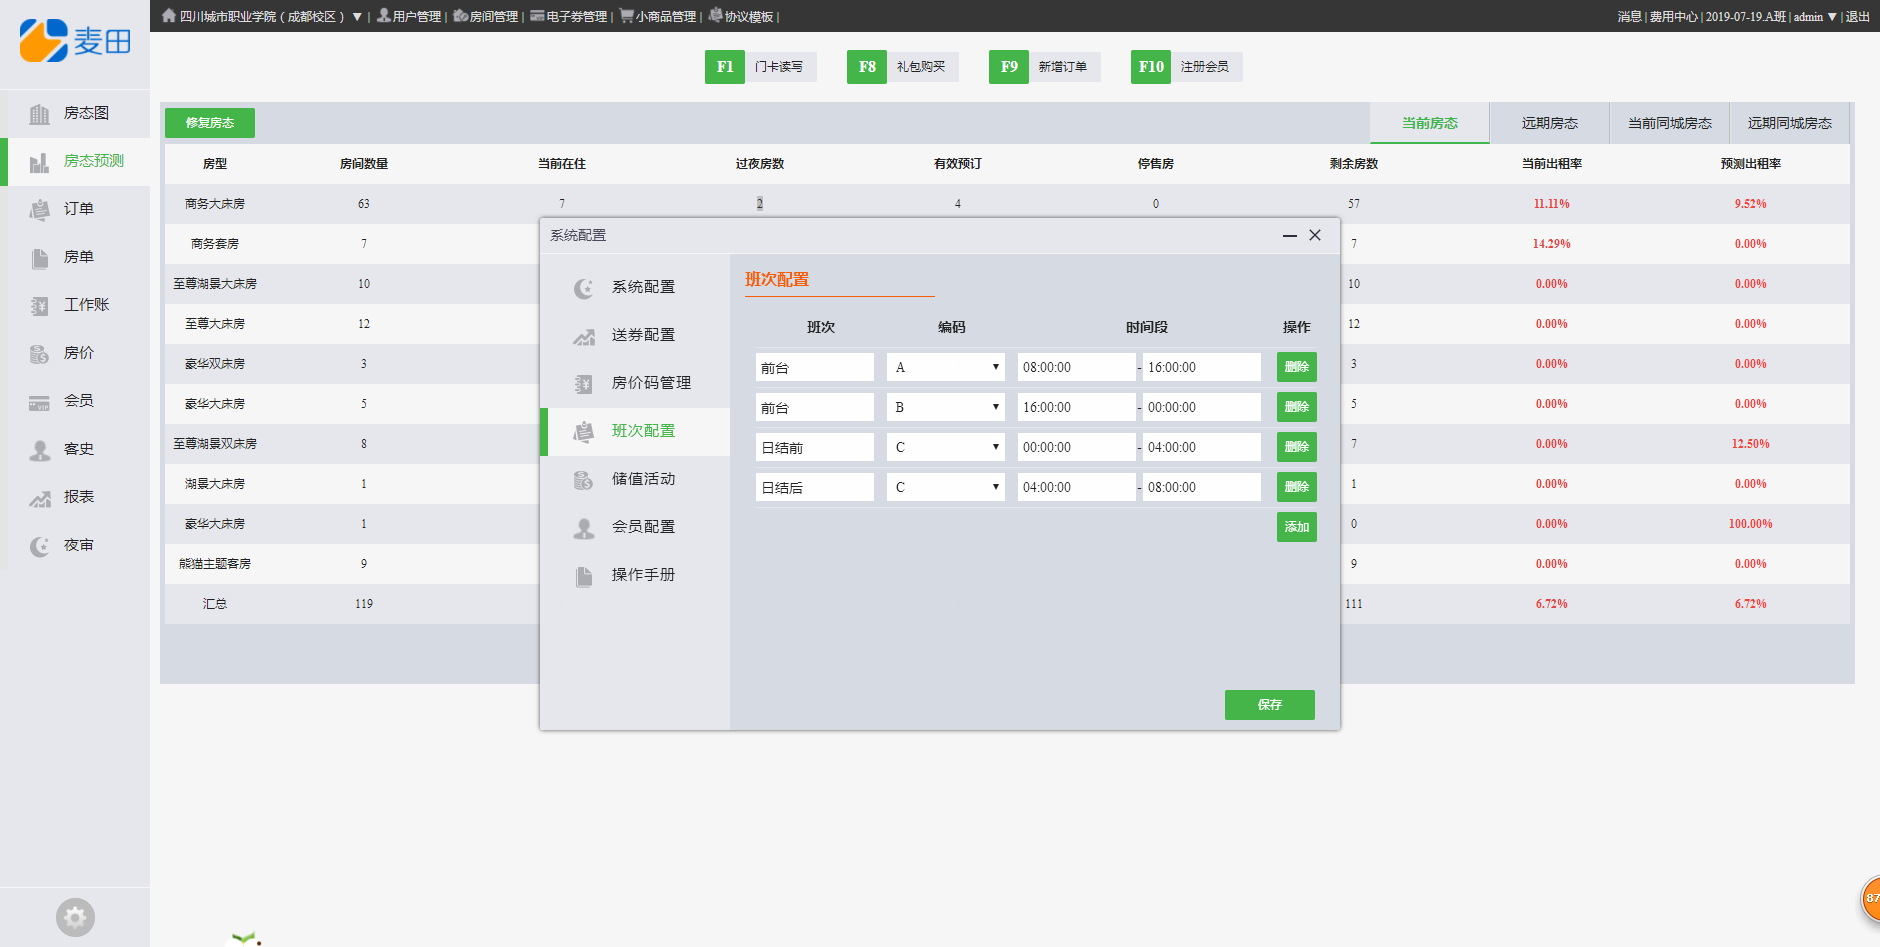 麦田
四川城市职业学院（成都校区） ▼ | 用户管理 | 房间管理 | 电子券管理 | 小商品管理 | 协议模板 |
消息 | 费用中心 | 2019-07-19.A班 | admin ▼ | 退出
F1 门卡读写 F8 礼包购买 F9 新增订单 F10 注册会员
房态图
房态预测
订单
房单
工作账
房价
会员
客史
报表
夜审
修复房态 当前房态 远期房态 当前同城房态 远期同城房态
房型 房间数量 当前在住 过夜房数 有效预订 停售房 剩余房数 当前出租率 预测出租率
商务大床房 63 7 2 4 0 57 11.11% 9.52%
商务套房 7 7 14.29% 0.00%
至尊湖景大床房 10 10 0.00% 0.00%
至尊大床房 12 12 0.00% 0.00%
豪华双床房 3 3 0.00% 0.00%
豪华大床房 5 5 0.00% 0.00%
至尊湖景双床房 8 7 0.00% 12.50%
湖景大床房 1 1 0.00% 0.00%
豪华大床房 1 0 0.00% 100.00%
熊猫主题客房 9 9 0.00% 0.00%
汇总 119 111 6.72% 6.72%
系统配置
系统配置
送券配置
房价码管理
班次配置
储值活动
会员配置
操作手册
班次配置
班次 编码 时间段 操作
前台 A 08:00:00 - 16:00:00 删除
前台 B 16:00:00 - 00:00:00 删除
日结前 C 00:00:00 - 04:00:00 删除
日结后 C 04:00:00 - 08:00:00 删除
添加
保存
87